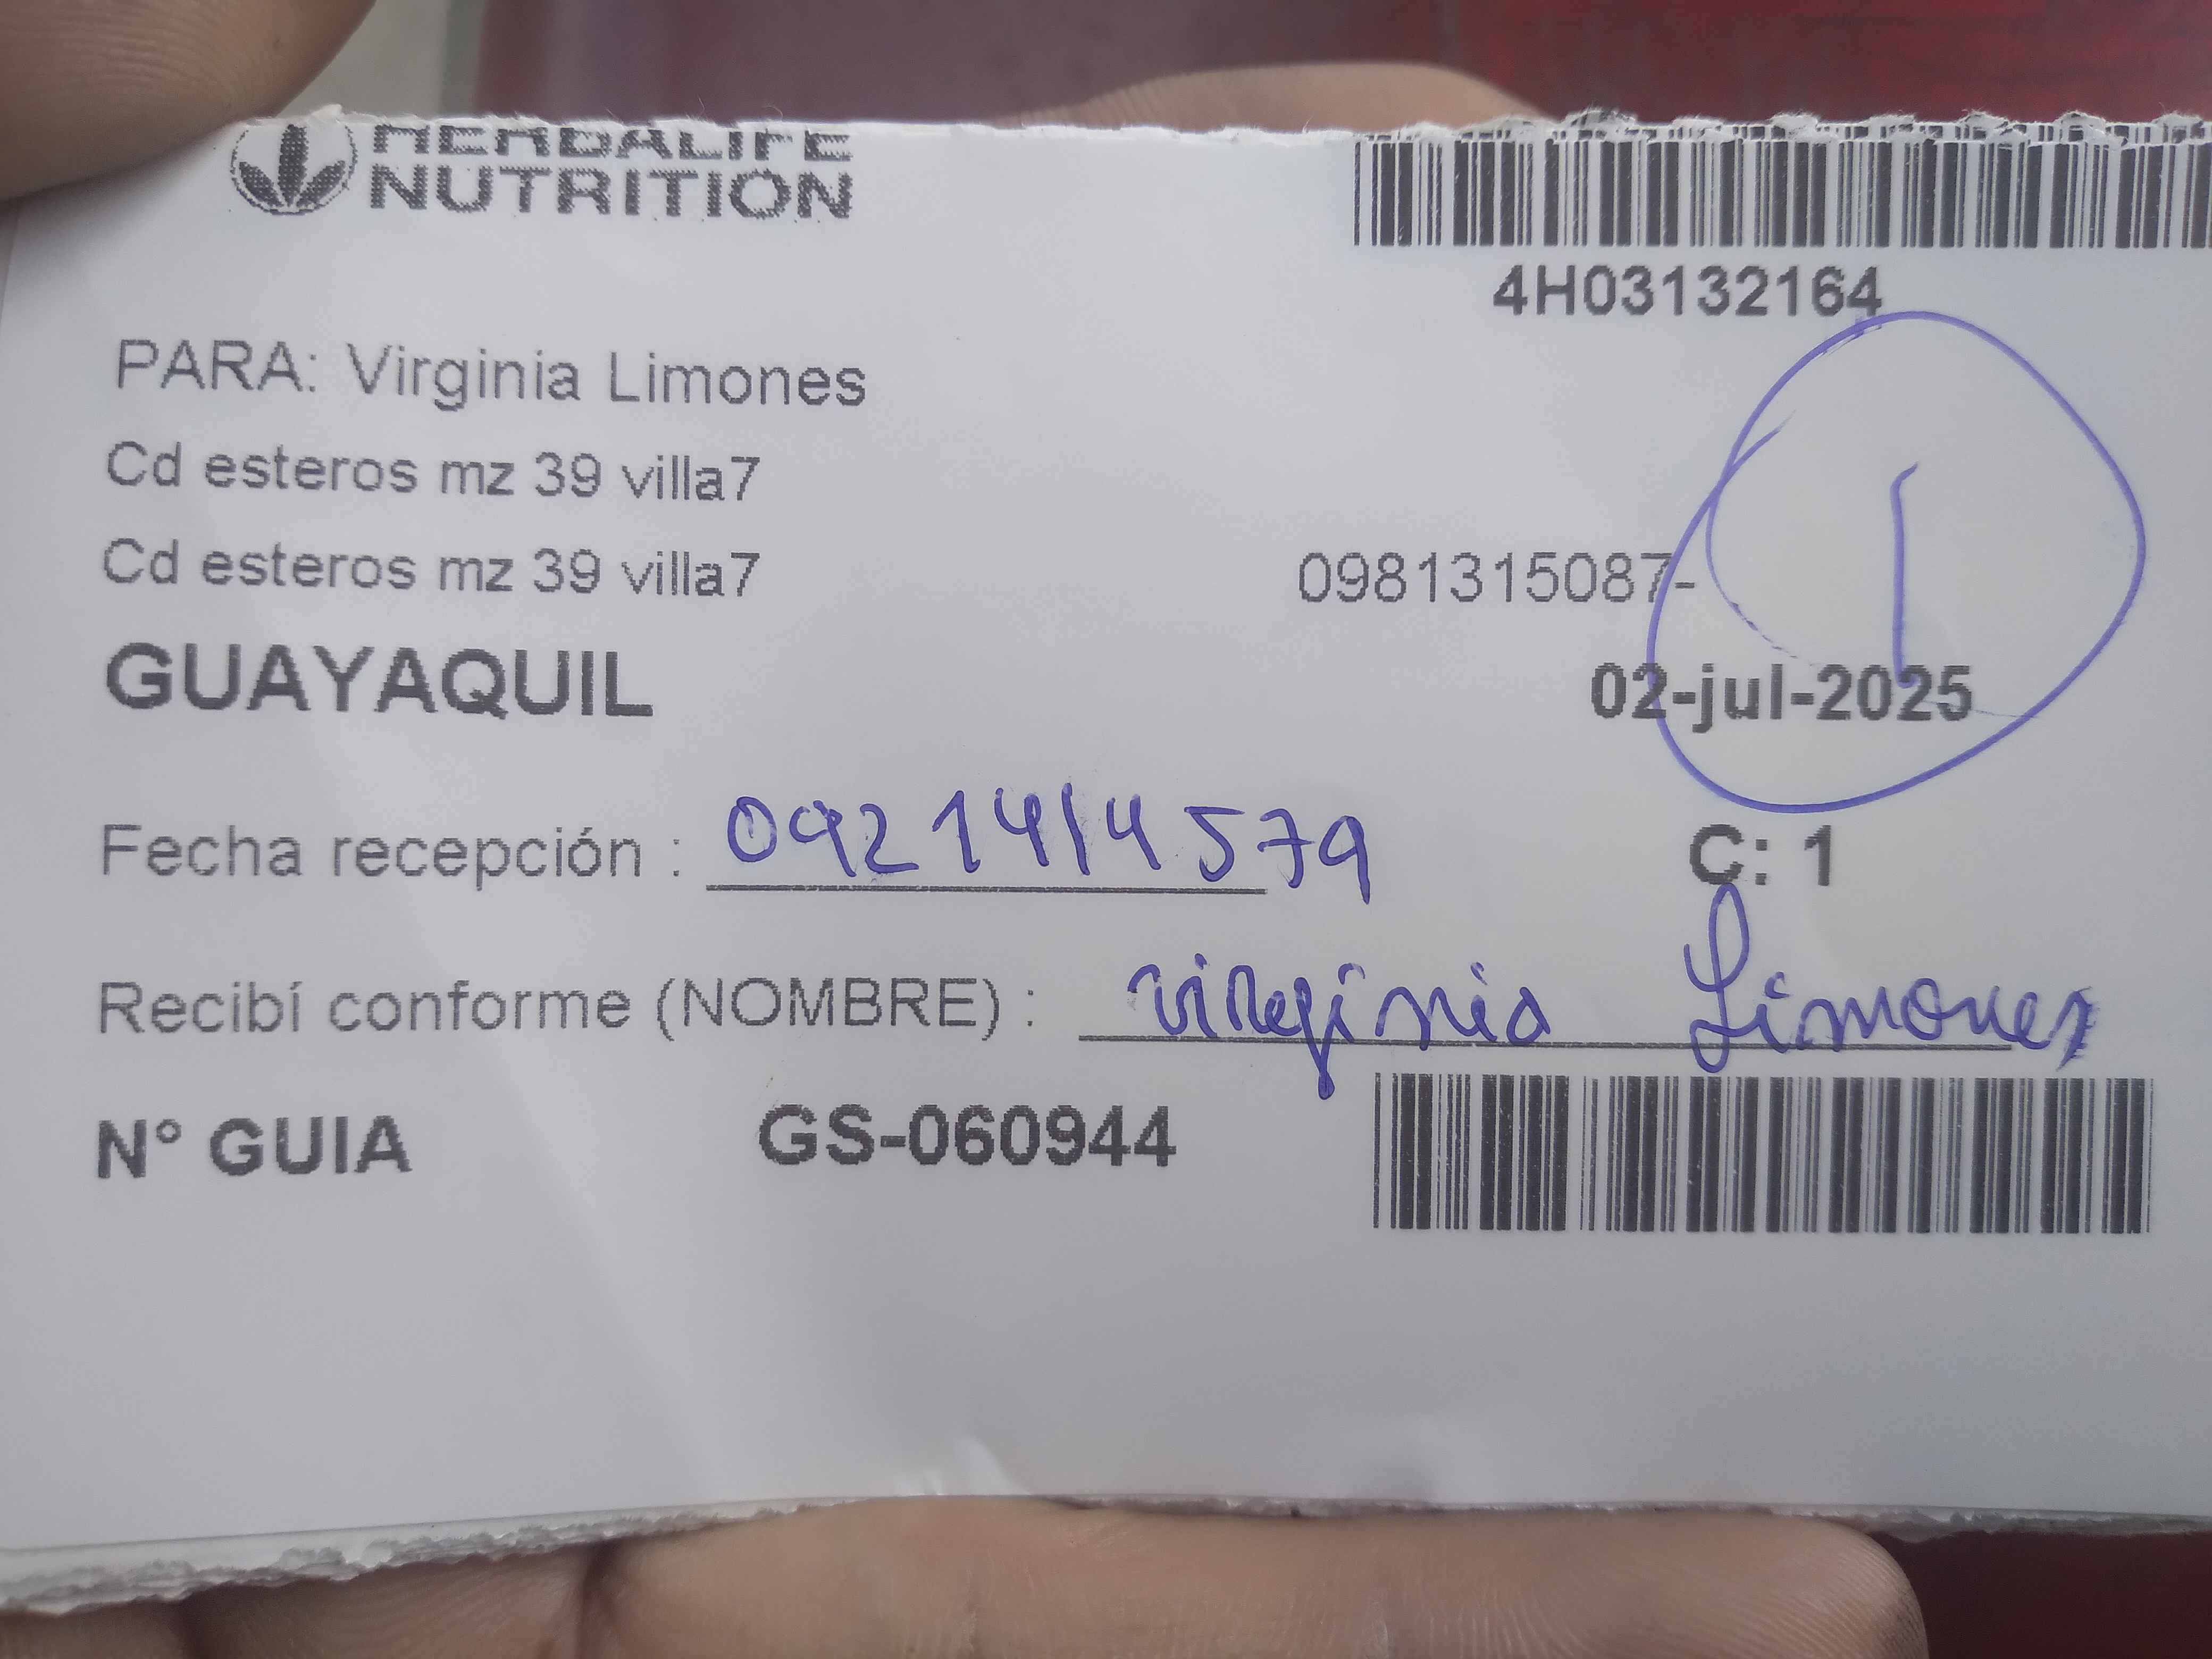 HERBALIFE
NUTRITION
4H03132164
PARA: Virginia Limones
Cd esteros mz 39 villa7
Cd esteros mz 39 villa7
0981315087-
1
GUAYAQUIL
02-jul-2025
Fecha recepción : 0921414579
C: 1
Recibí conforme (NOMBRE) : virginia Limones
N° GUIA GS-060944